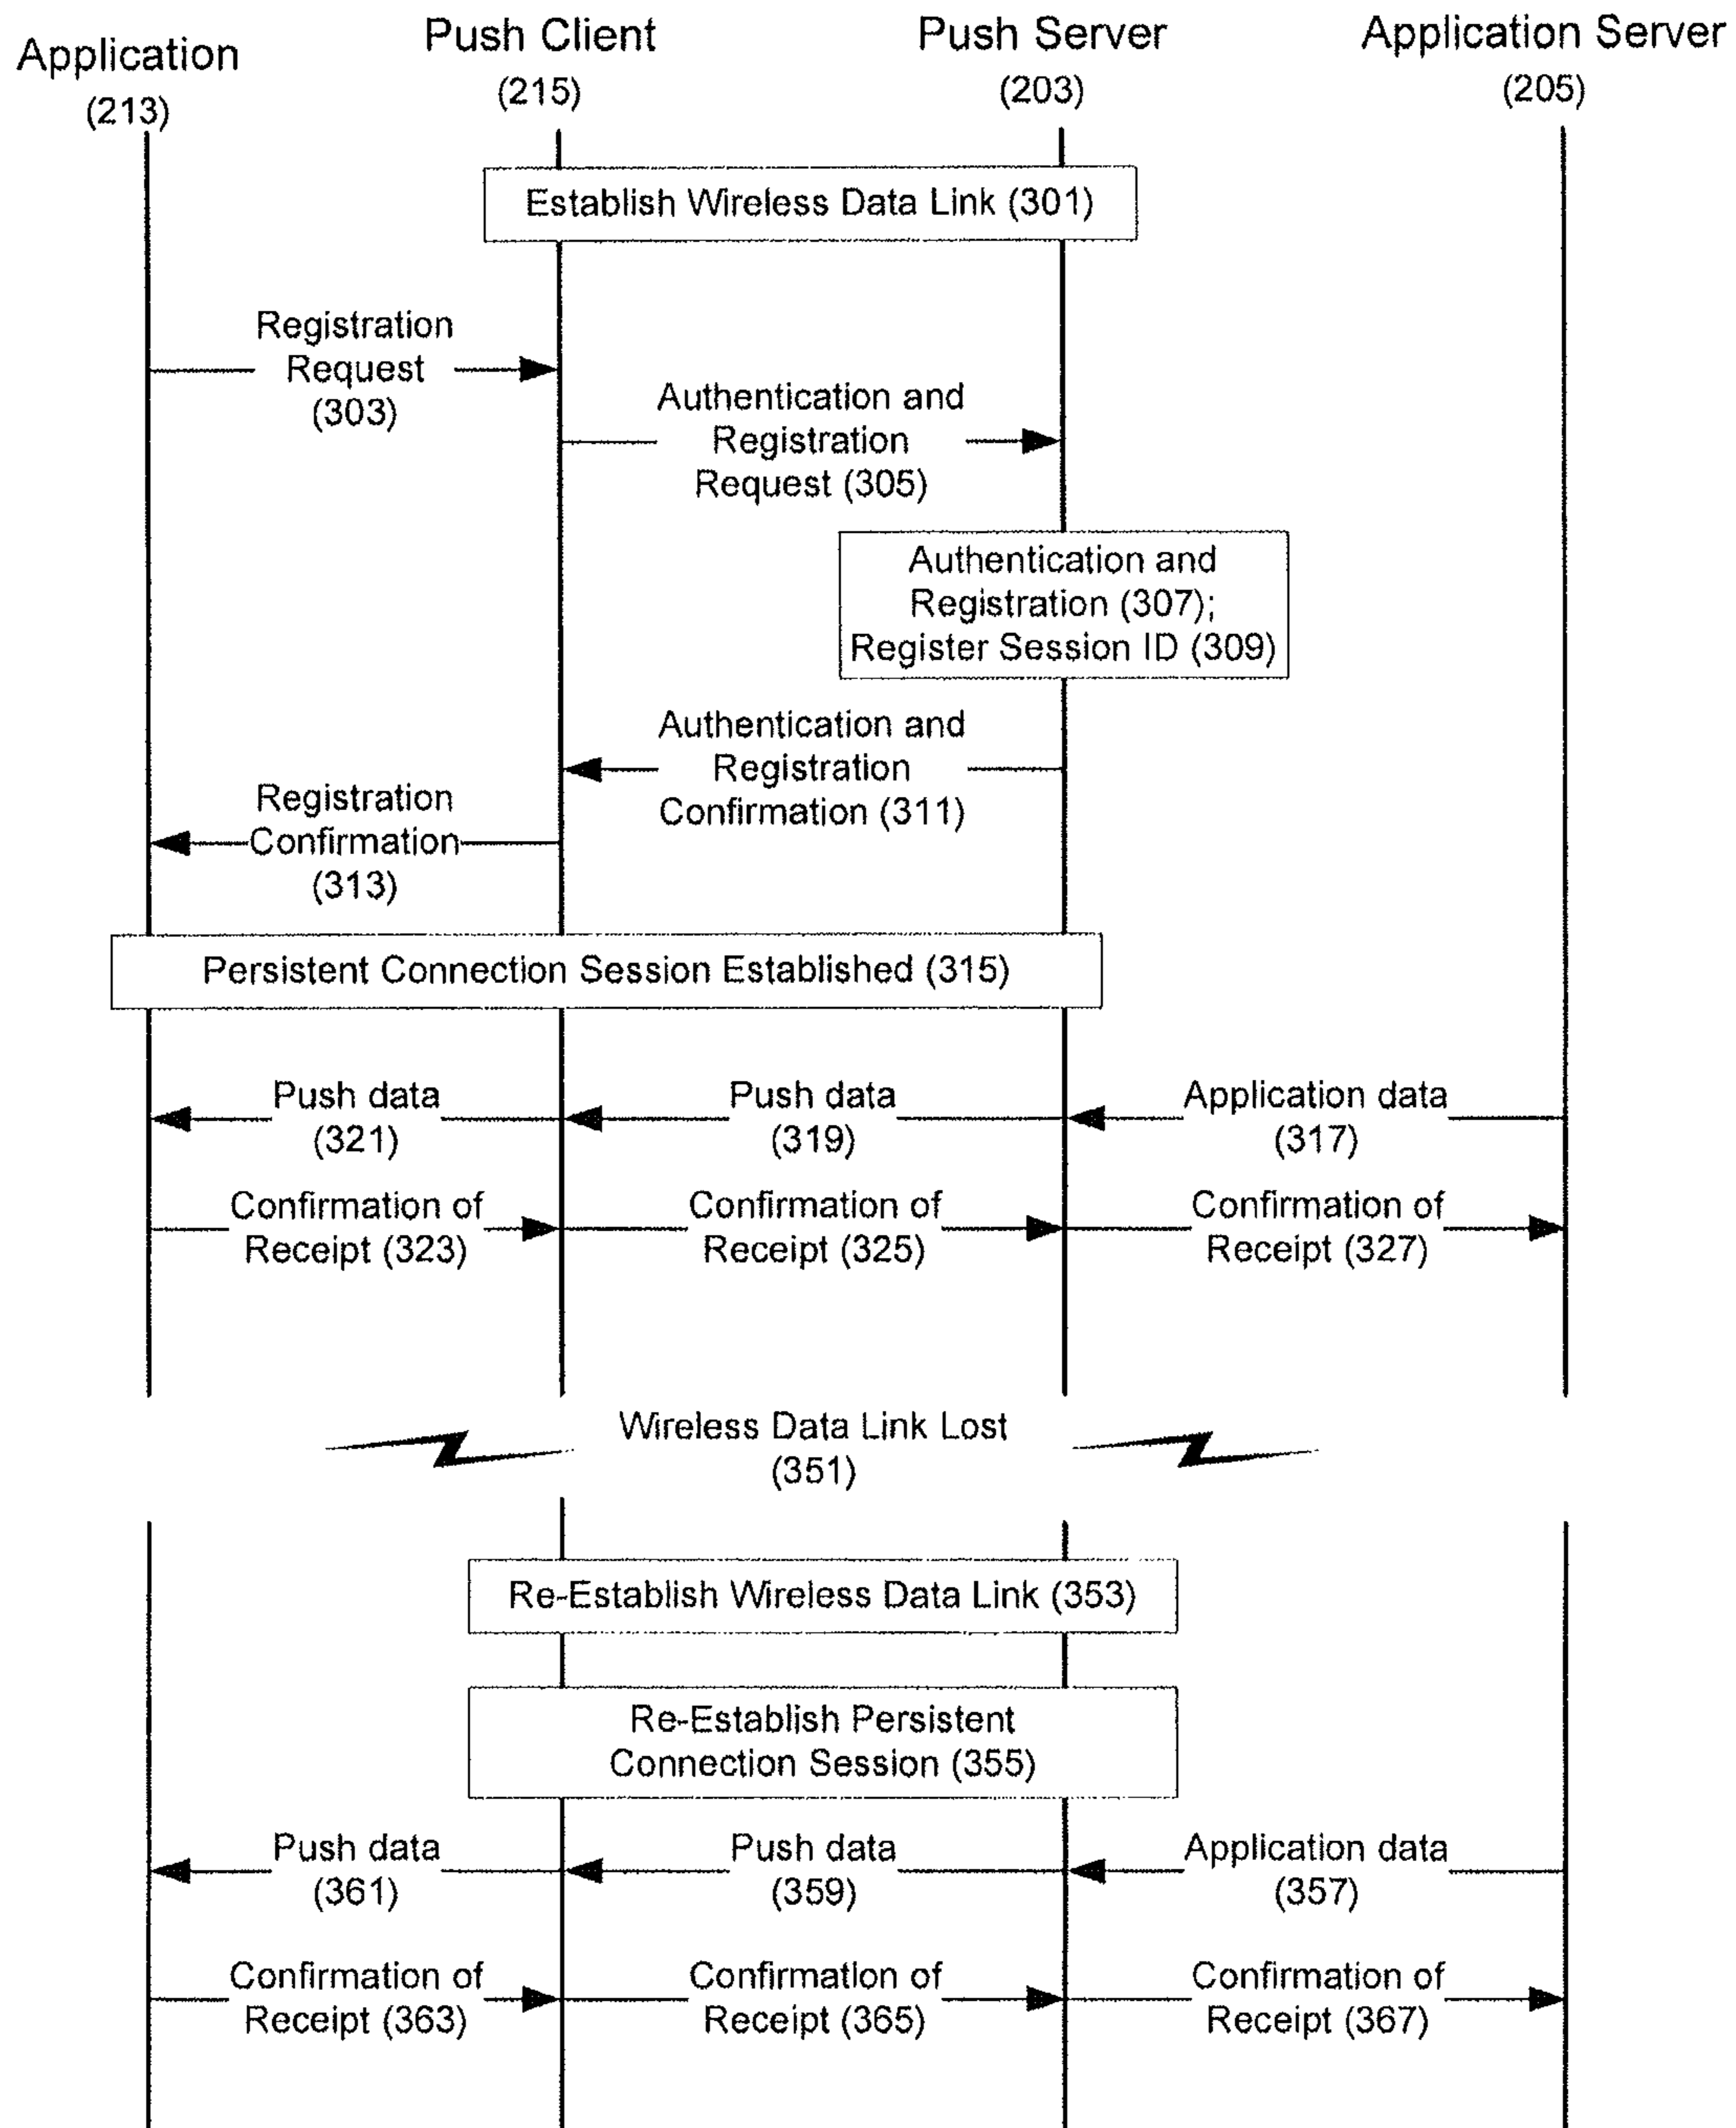 Application
(213)
Push Client
(215)
Push Server
(203)
Application Server
(205)
Establish Wireless Data Link (301)
Registration
Request
(303)
Authentication and
Registration
Request (305)
Authentication and
Registration (307);
Register Session ID (309)
Authentication and
Registration
Confirmation (311)
Registration
Confirmation
(313)
Persistent Connection Session Established (315)
Push data
(321)
Push data
(319)
Application data
(317)
Confirmation of
Receipt (323)
Confirmation of
Receipt (325)
Confirmation of
Receipt (327)
Wireless Data Link Lost
(351)
Re-Establish Wireless Data Link (353)
Re-Establish Persistent
Connection Session (355)
Push data
(361)
Push data
(359)
Application data
(357)
Confirmation of
Receipt (363)
Confirmation of
Receipt (365)
Confirmation of
Receipt (367)